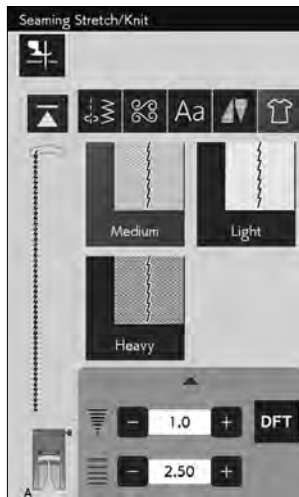 Seaming Stretch/Knit
Aa
Medium
Light
Heavy
− 1.0 + DFT
− 2.50 +
A